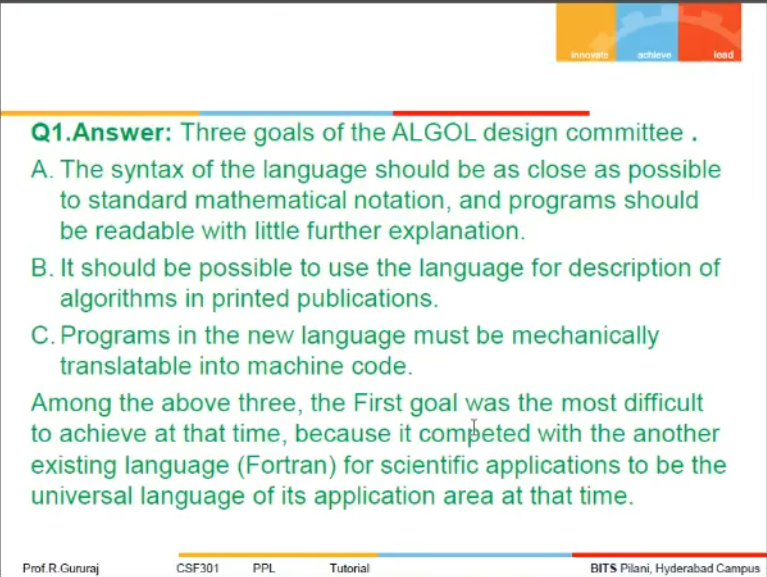 innovate achieve lead
Q1.Answer: Three goals of the ALGOL design committee .
A. The syntax of the language should be as close as possible
to standard mathematical notation, and programs should
be readable with little further explanation.
B. It should be possible to use the language for description of
algorithms in printed publications.
C. Programs in the new language must be mechanically
translatable into machine code.
Among the above three, the First goal was the most difficult
to achieve at that time, because it competed with the another
existing language (Fortran) for scientific applications to be the
universal language of its application area at that time.
Prof.R.Gururaj CSF301 PPL Tutorial BITS Pilani, Hyderabad Campus